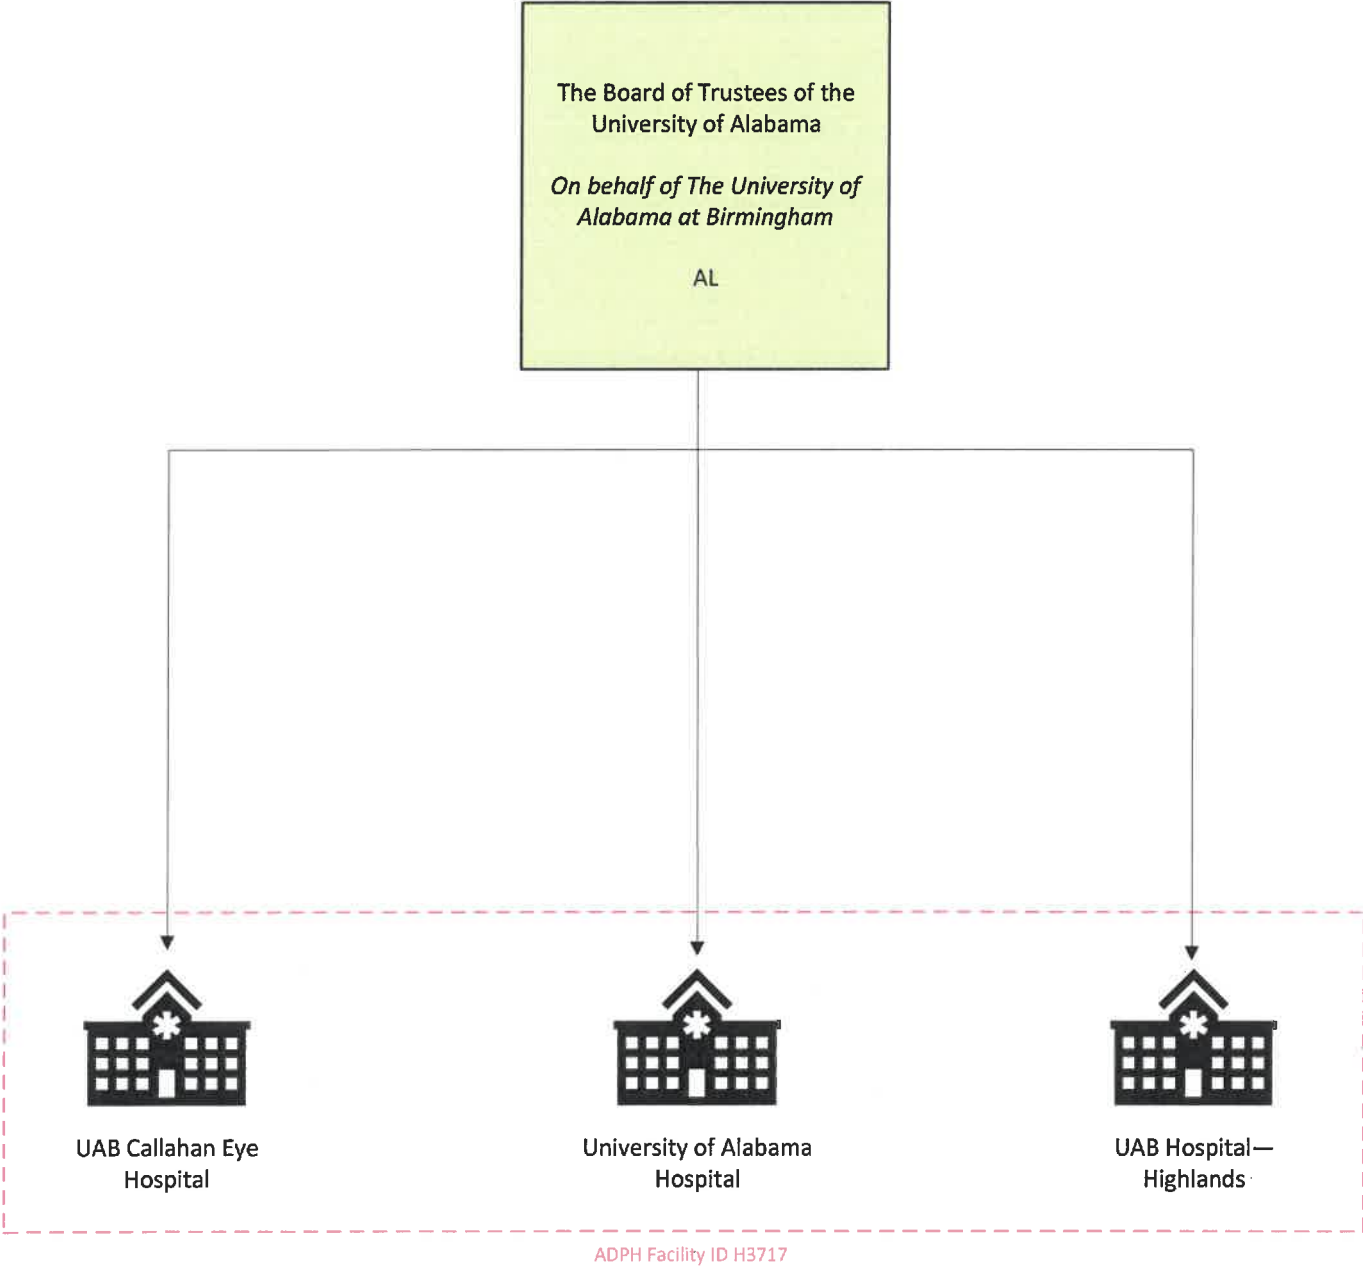 The Board of Trustees of the
University of Alabama
On behalf of The University of
Alabama at Birmingham
AL
UAB Callahan Eye
Hospital
University of Alabama
Hospital
UAB Hospital—
Highlands
ADPH Facility ID H3717